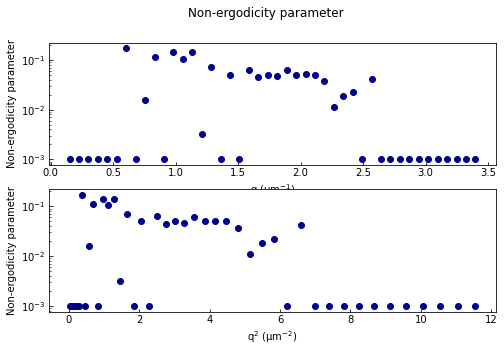 Non-ergodicity parameter
Non-ergodicity parameter
10⁻¹
10⁻²
10⁻³
0.0 0.5 1.0 1.5 2.0 2.5 3.0 3.5
q (μm⁻¹)
Non-ergodicity parameter
10⁻¹
10⁻²
10⁻³
0 2 4 6 8 10 12
q² (μm⁻²)